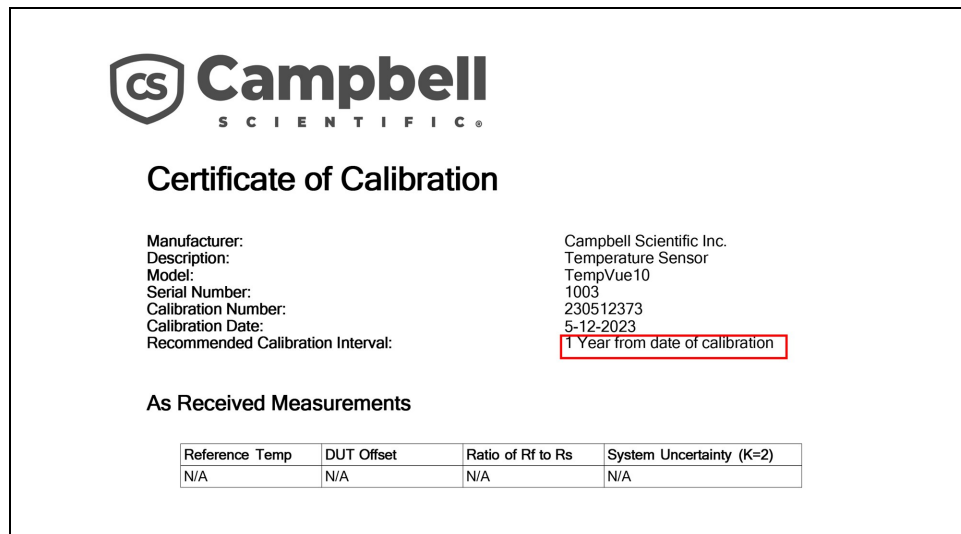 CS Campbell
SCIENTIFIC®
Certificate of Calibration
Manufacturer: Campbell Scientific Inc.
Description: Temperature Sensor
Model: TempVue10
Serial Number: 1003
Calibration Number: 230512373
Calibration Date: 5-12-2023
Recommended Calibration Interval: 1 Year from date of calibration
As Received Measurements
Reference Temp DUT Offset Ratio of Rf to Rs System Uncertainty (K=2)
N/A N/A N/A N/A